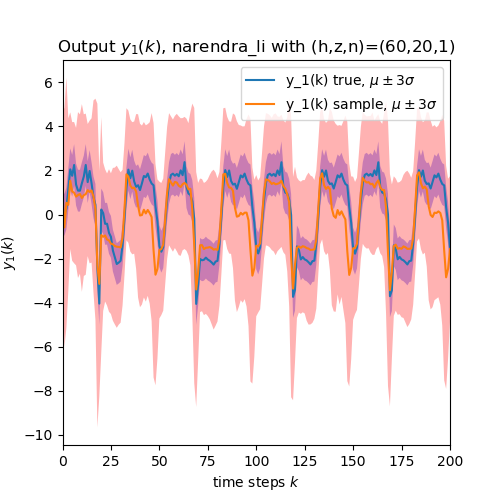 Output y₁(k), narendra_li with (h,z,n)=(60,20,1)
y_1(k) true, μ ± 3σ
y_1(k) sample, μ ± 3σ
6
4
2
0
−2
−4
−6
−8
−10
y₁(k)
0 25 50 75 100 125 150 175 200
time steps k